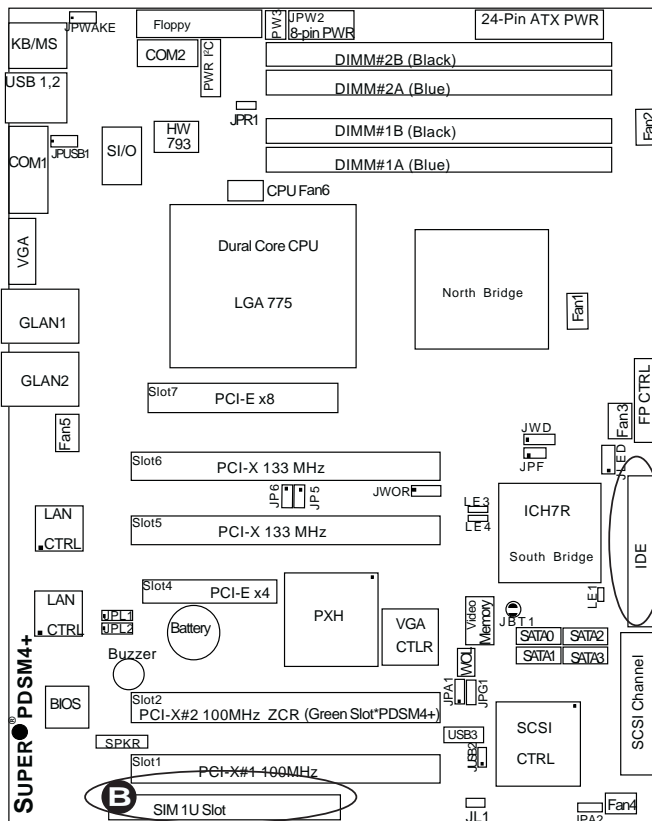 JPWAKE
Floppy
PW3
JPW2
8-pin PWR
24-Pin ATX PWR
KB/MS
COM2
PWR I²C
DIMM#2B (Black)
USB 1,2
DIMM#2A (Blue)
JPR1
Fan2
HW
793
DIMM#1B (Black)
JPUSB1
SI/O
COM1
DIMM#1A (Blue)
CPU Fan6
VGA
Dural Core CPU
LGA 775
North Bridge
Fan1
GLAN1
GLAN2
Slot7
PCI-E x8
FP CTRL
Fan5
Fan3
JWD
JPF
JLED
Slot6
PCI-X 133 MHz
JP6
JP5
JWOR
LE3
LE4
ICH7R
South Bridge
IDE
LAN
CTRL
Slot5
PCI-X 133 MHz
Slot4
PCI-E x4
LE1
LAN
CTRL
JPL1
JPL2
Battery
PXH
VGA
CTLR
Video
Memory
JBT1
SATA0
SATA2
SATA1
SATA3
WOL
Buzzer
JPA1
JPG1
BIOS
Slot2
PCI-X#2 100MHz ZCR (Green Slot*PDSM4+)
SCSI
CTRL
SCSI Channel
USB3
JUSB2
SPKR
Slot1
PCI-X#1 100MHz
SUPER ® PDSM4+
B
SIM 1U Slot
JL1
JPA2
Fan4